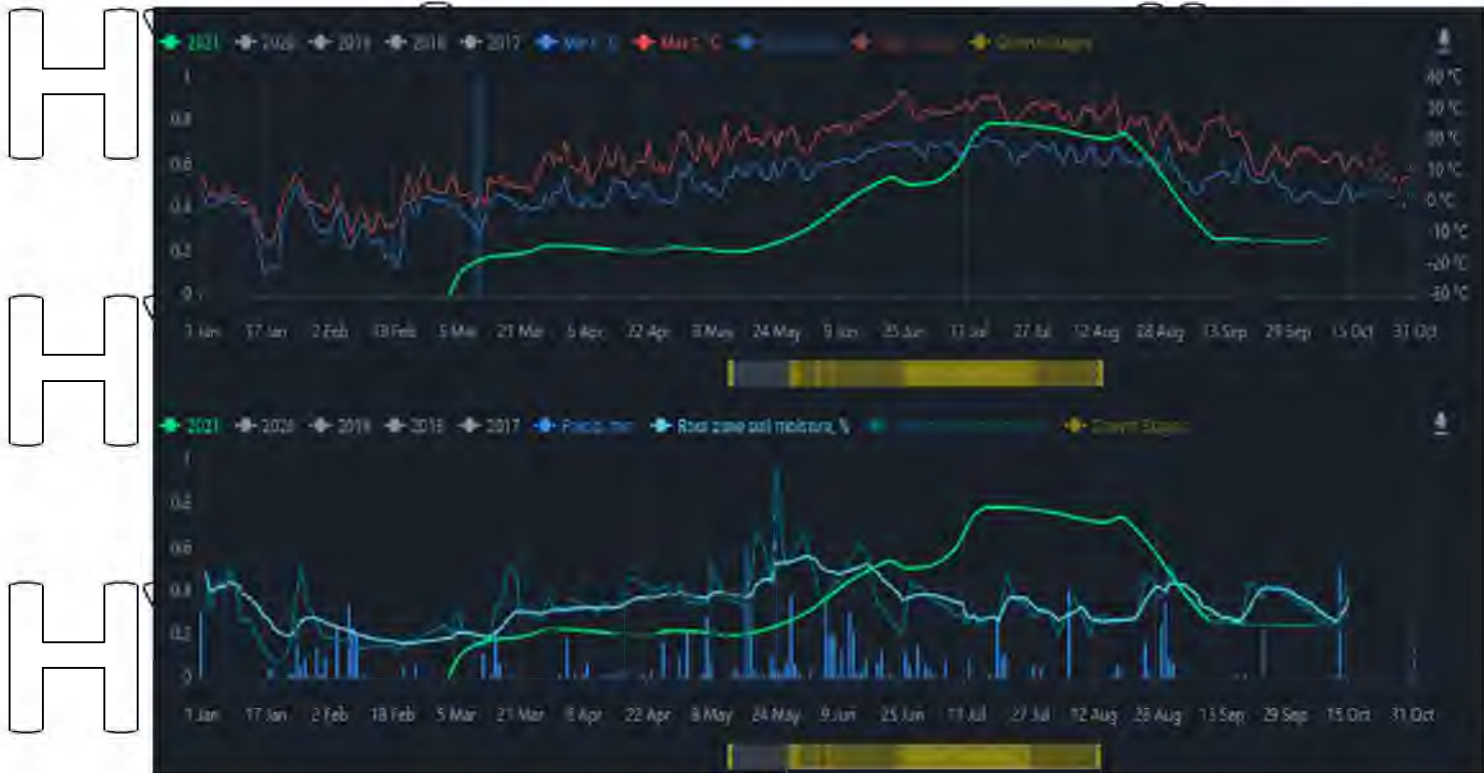 2021 2020 2019 2018 2017 Min t, °C Max t, °C
1 40 °C
0.8 30 °C
20 °C
0.6 10 °C
0.4 0 °C
0.2 -10 °C
-20 °C
0 -30 °C
1 Jan 17 Jan 2 Feb 18 Feb 5 Mar 21 Mar 6 Apr 22 Apr 8 May 24 May 9 Jun 25 Jun 11 Jul 27 Jul 12 Aug 28 Aug 13 Sep 29 Sep 15 Oct 31 Oct
2021 2020 2019 2018 2017 Precip, mm Root zone soil moisture, % Growth Stages
1
0.8
0.6
0.4
0.2
0
1 Jan 17 Jan 2 Feb 18 Feb 5 Mar 21 Mar 6 Apr 22 Apr 8 May 24 May 9 Jun 25 Jun 11 Jul 27 Jul 12 Aug 28 Aug 13 Sep 29 Sep 15 Oct 31 Oct